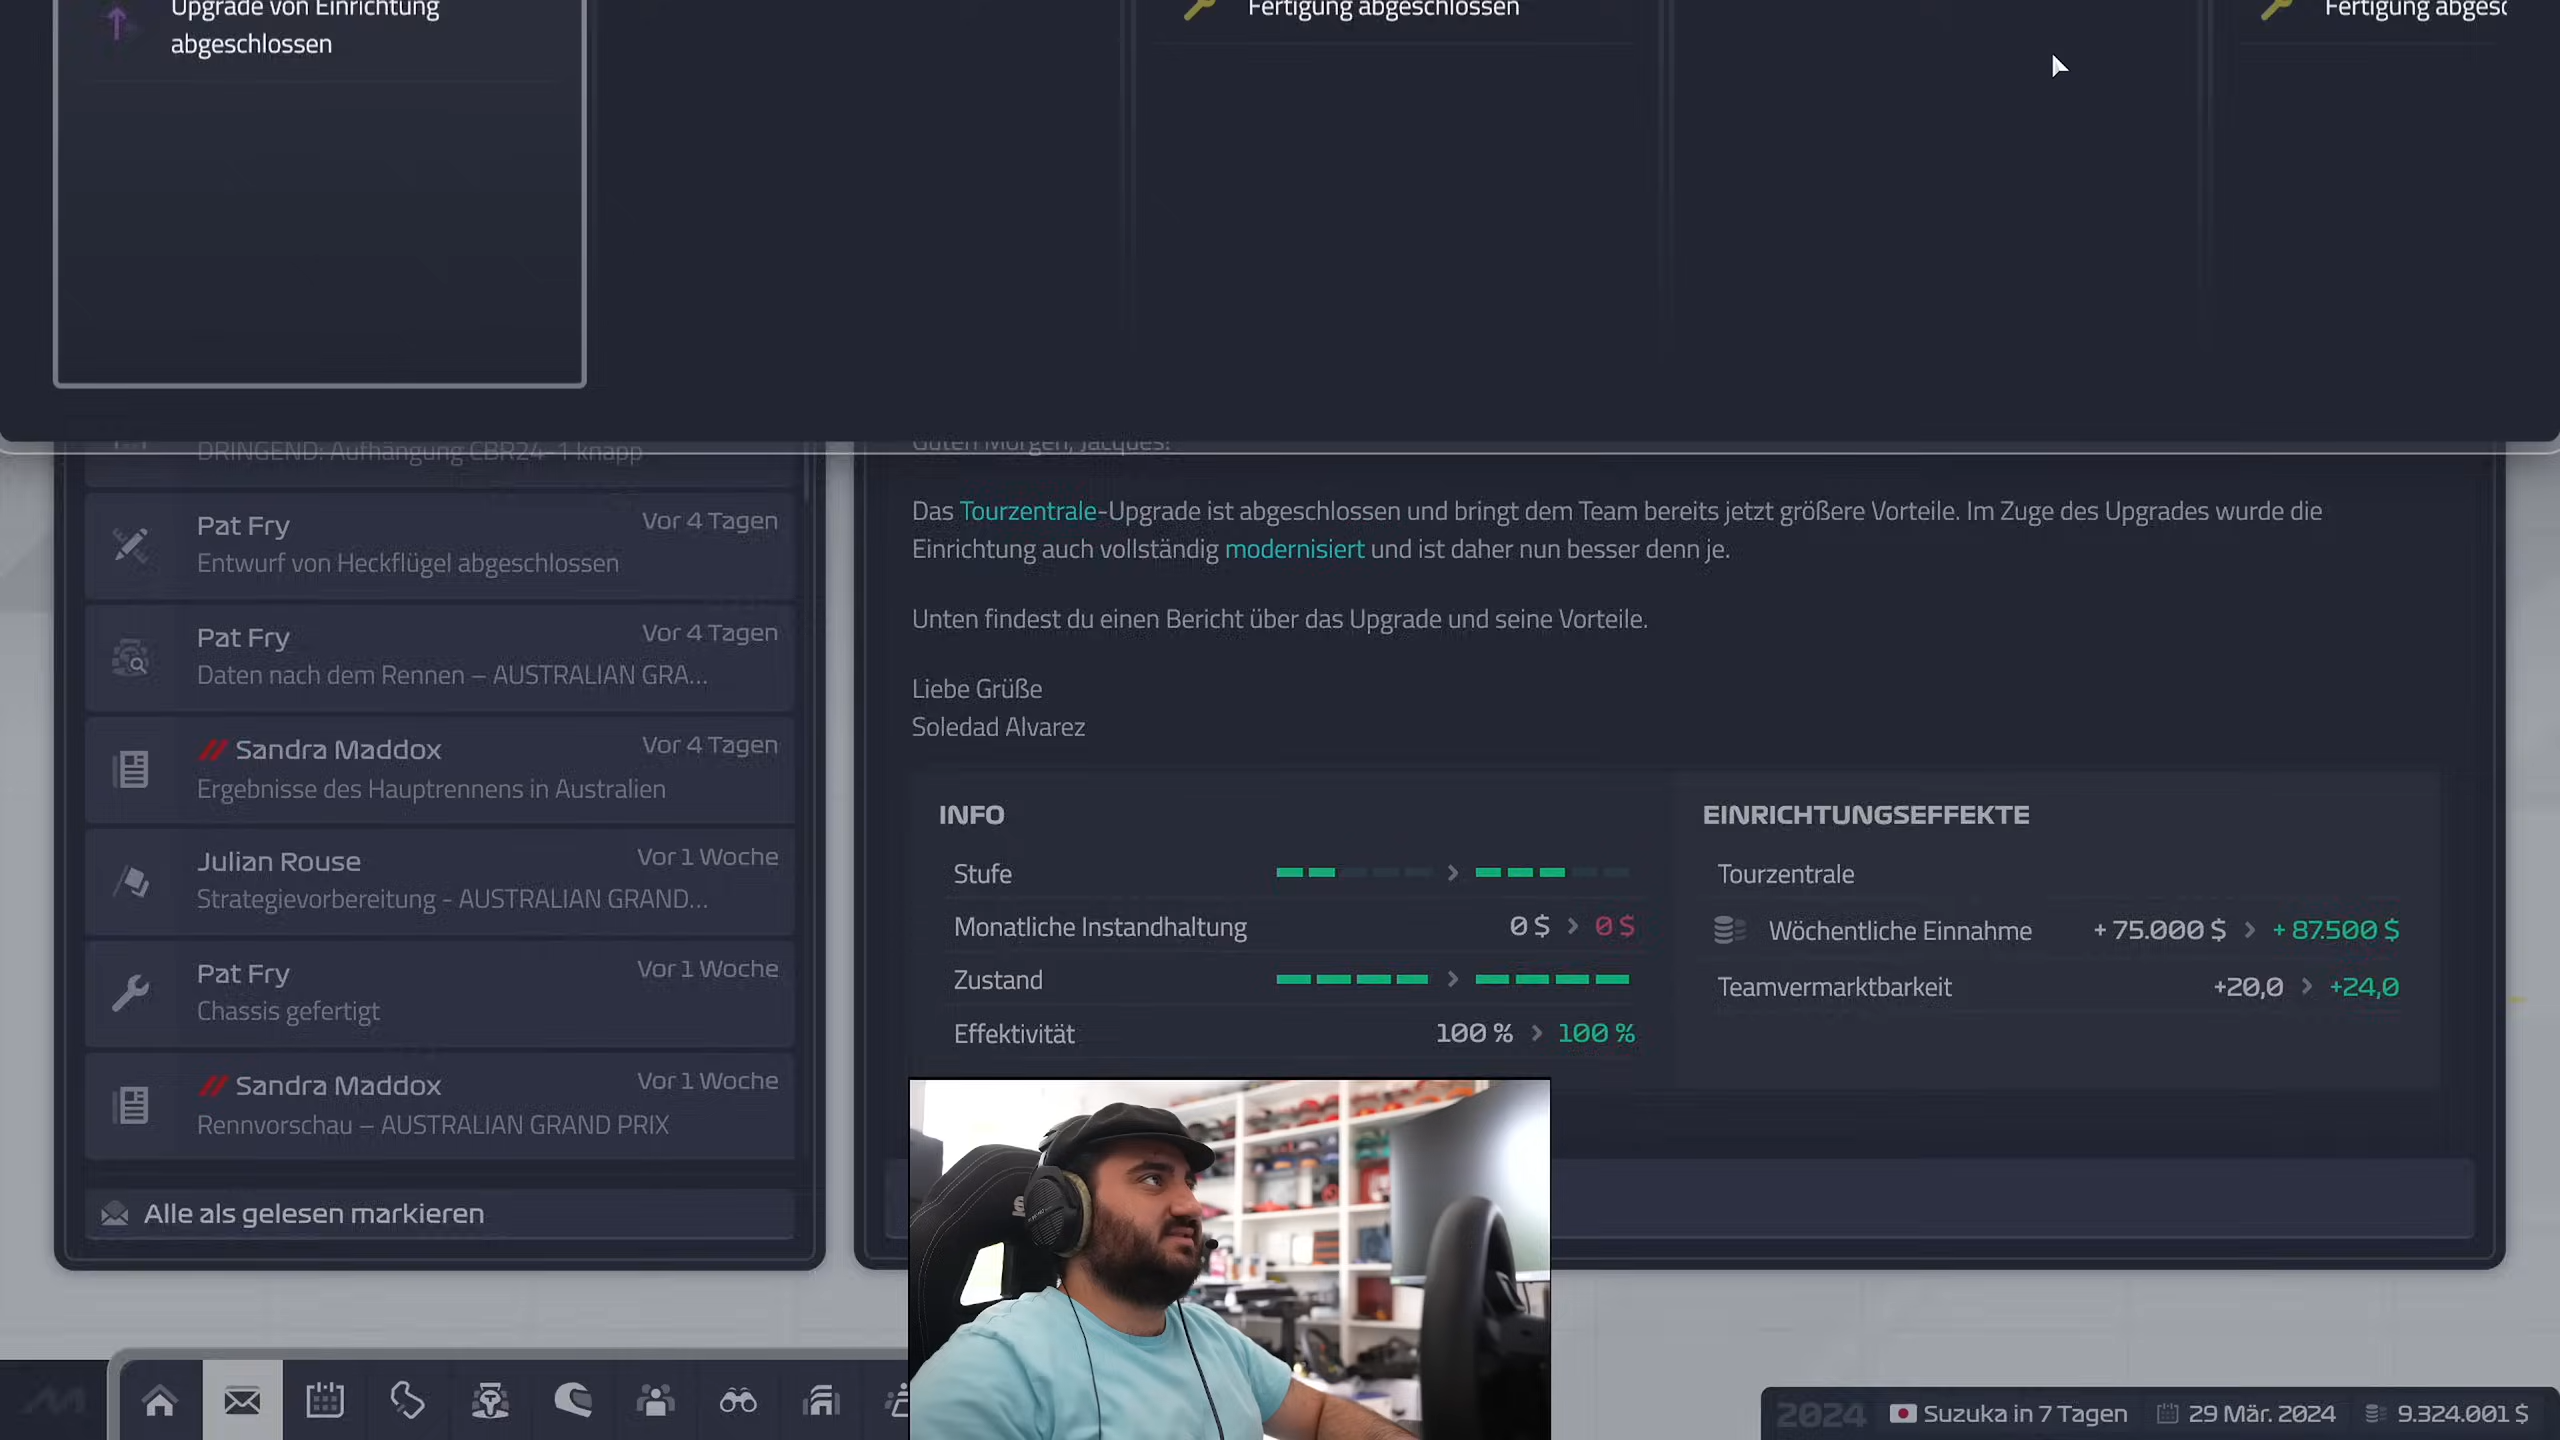 Upgrade von Einrichtung
abgeschlossen
Fertigung abgeschlossen
Fertigung abgesc
DRINGEND: Aufhängung CBR24-1 knapp
Pat Fry
Vor 4 Tagen
Entwurf von Heckflügel abgeschlossen
Pat Fry
Vor 4 Tagen
Daten nach dem Rennen – AUSTRALIAN GRA...
Sandra Maddox
Vor 4 Tagen
Ergebnisse des Hauptrennens in Australien
Julian Rouse
Vor 1 Woche
Strategievorbereitung - AUSTRALIAN GRAND...
Pat Fry
Vor 1 Woche
Chassis gefertigt
Sandra Maddox
Vor 1 Woche
Rennvorschau – AUSTRALIAN GRAND PRIX
Alle als gelesen markieren
Guten Morgen, Jacques!
Das Tourzentrale-Upgrade ist abgeschlossen und bringt dem Team bereits jetzt größere Vorteile. Im Zuge des Upgrades wurde die
Einrichtung auch vollständig modernisiert und ist daher nun besser denn je.
Unten findest du einen Bericht über das Upgrade und seine Vorteile.
Liebe Grüße
Soledad Alvarez
INFO
Stufe
Monatliche Instandhaltung 0 $ > 0 $
Zustand
Effektivität 100 % > 100 %
EINRICHTUNGSEFFEKTE
Tourzentrale
Wöchentliche Einnahme + 75.000 $ > + 87.500 $
Teamvermarktbarkeit +20,0 > +24,0
2024 Suzuka in 7 Tagen 29 Mär. 2024 9.324.001 $